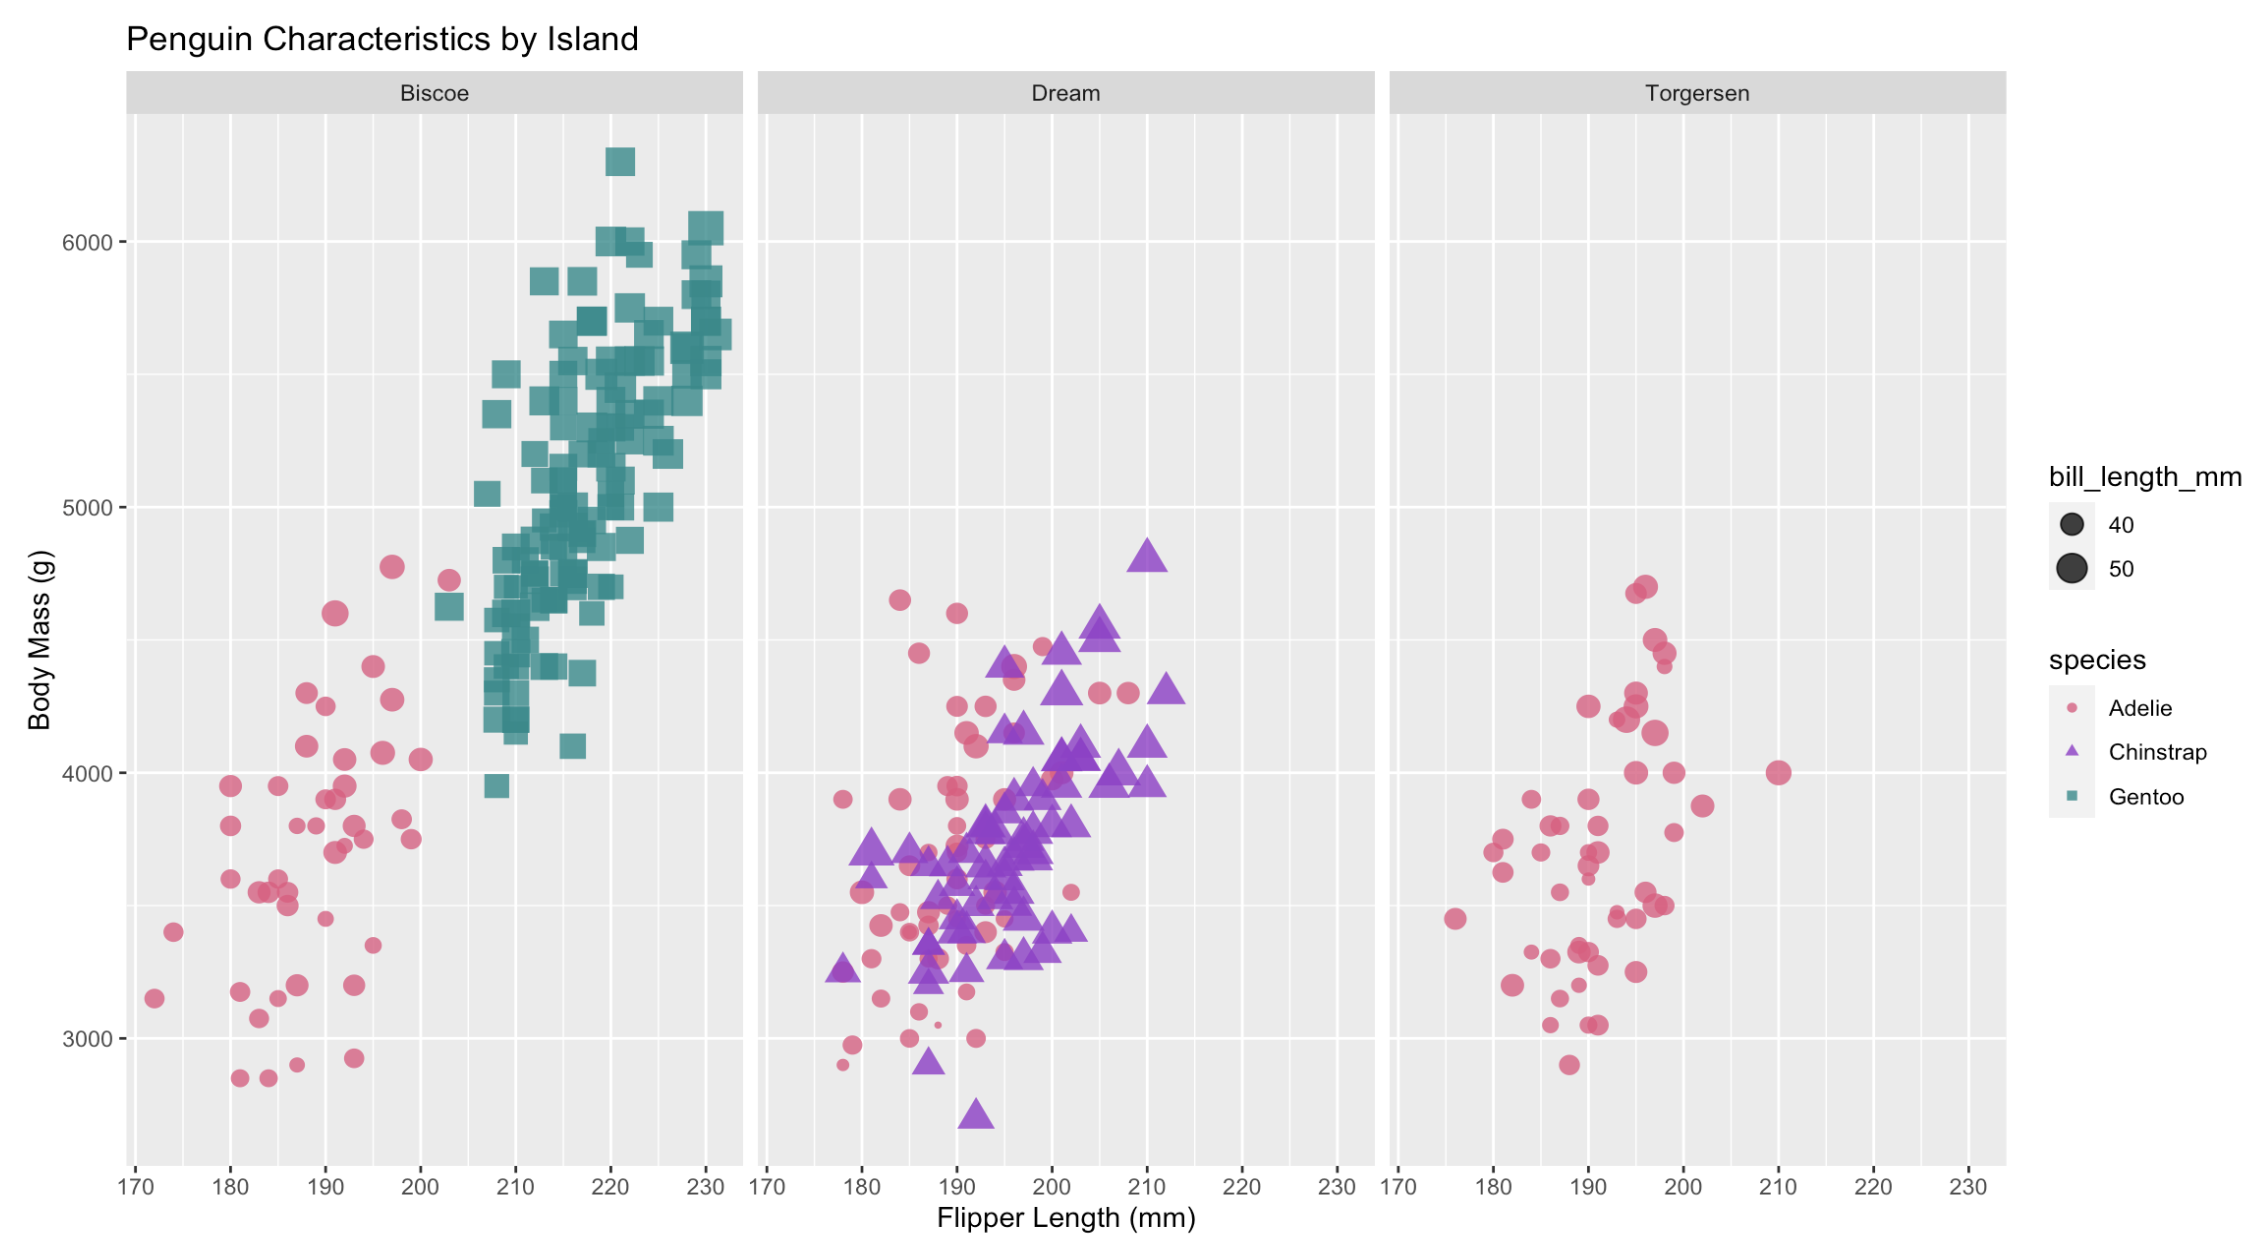 Penguin Characteristics by Island
Biscoe
Dream
Torgersen
6000
5000
4000
3000
Body Mass (g)
170 180 190 200 210 220 230
170 180 190 200 210 220 230
170 180 190 200 210 220 230
Flipper Length (mm)
bill_length_mm
40
50
species
Adelie
Chinstrap
Gentoo